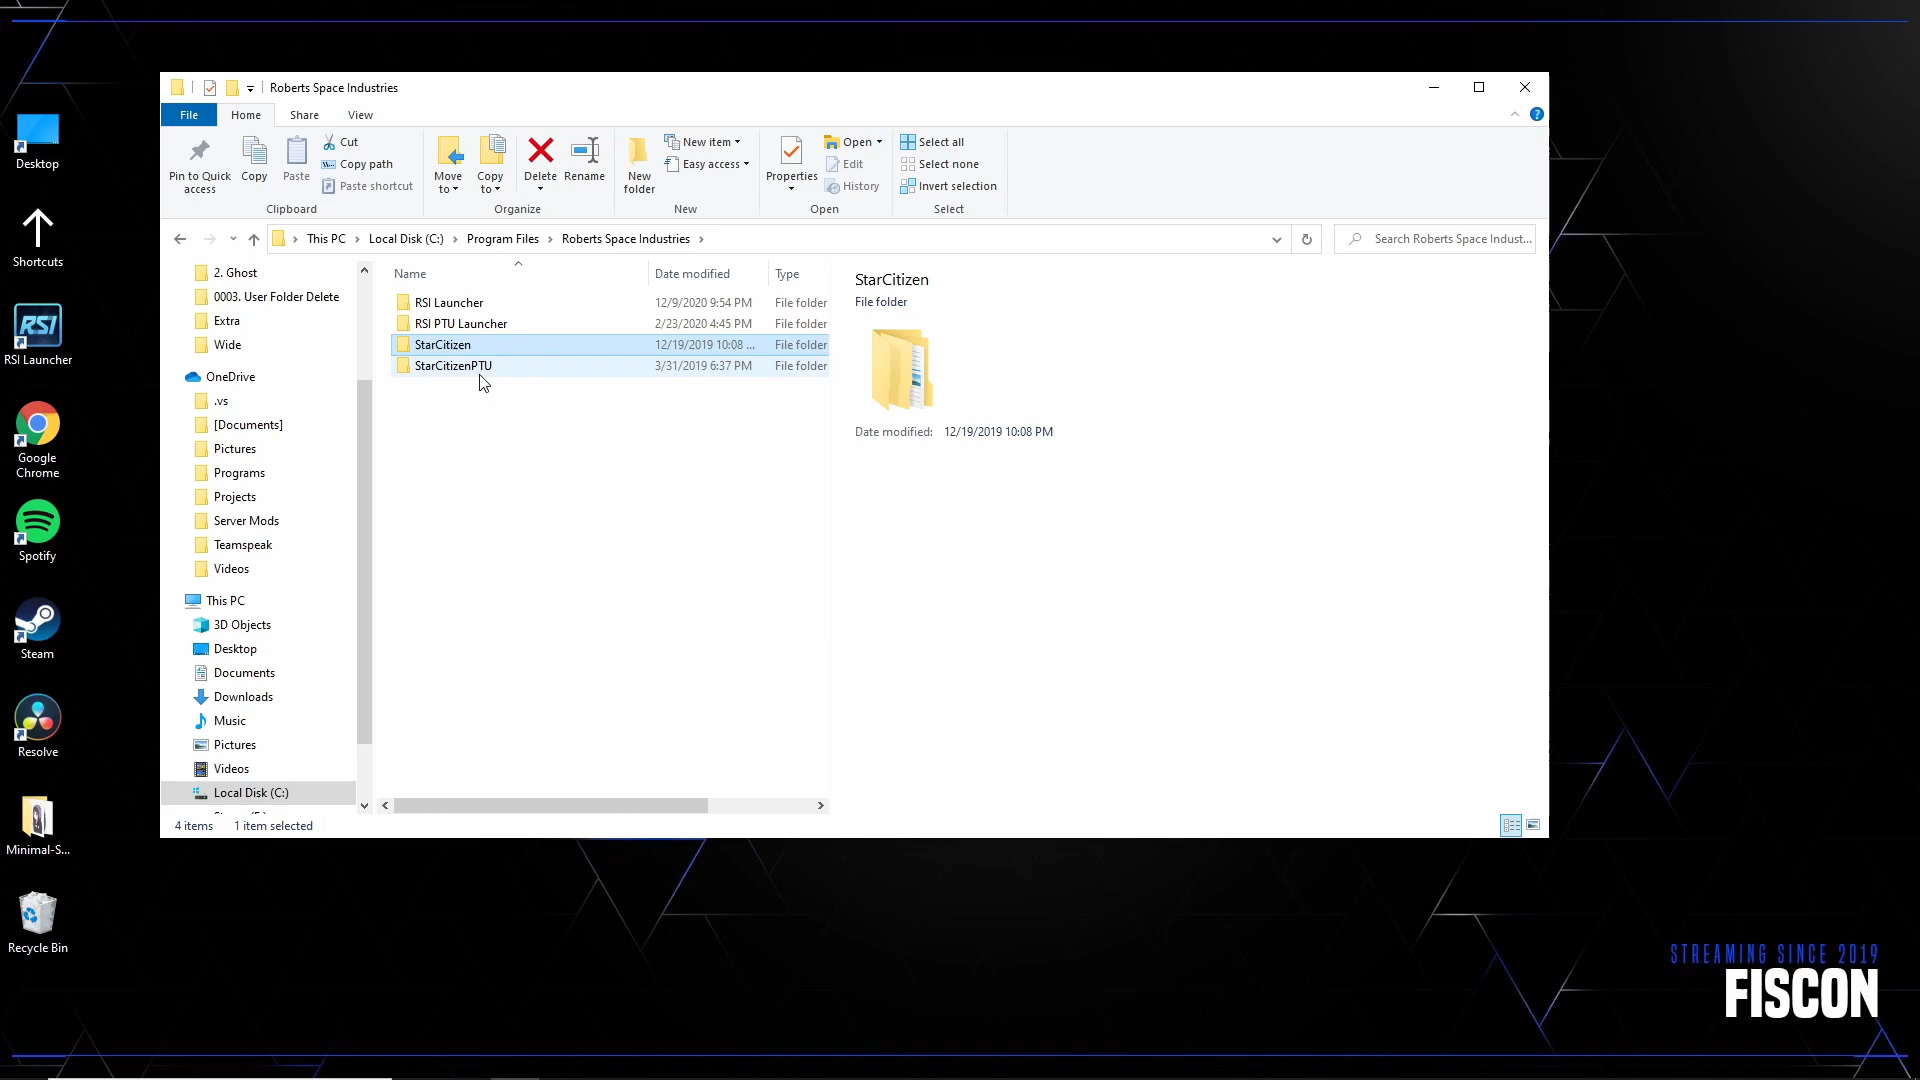 Roberts Space Industries
File Home Share View
Pin to Quick access
Copy
Paste
Cut
Copy path
Paste shortcut
Clipboard
Move to
Copy to
Delete
Rename
Organize
New folder
New item
Easy access
New
Properties
Open
Edit
History
Open
Select all
Select none
Invert selection
Select
This PC > Local Disk (C:) > Program Files > Roberts Space Industries >
Search Roberts Space Indust...
2. Ghost
0003. User Folder Delete
Extra
Wide
OneDrive
.vs
[Documents]
Pictures
Programs
Projects
Server Mods
Teamspeak
Videos
This PC
3D Objects
Desktop
Documents
Downloads
Music
Pictures
Videos
Local Disk (C:)
Name Date modified Type
RSI Launcher 12/9/2020 9:54 PM File folder
RSI PTU Launcher 2/23/2020 4:45 PM File folder
StarCitizen 12/19/2019 10:08 ... File folder
StarCitizenPTU 3/31/2019 6:37 PM File folder
StarCitizen
File folder
Date modified: 12/19/2019 10:08 PM
4 items 1 item selected
Desktop
Shortcuts
RSI
RSI Launcher
Google
Chrome
Spotify
Steam
Resolve
Minimal-S...
Recycle Bin
STREAMING SINCE 2019
FISCON